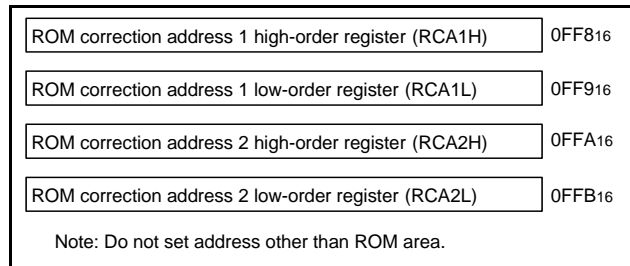 ROM correction address 1 high-order register (RCA1H) 0FF816
ROM correction address 1 low-order register (RCA1L) 0FF916
ROM correction address 2 high-order register (RCA2H) 0FFA16
ROM correction address 2 low-order register (RCA2L) 0FFB16
Note: Do not set address other than ROM area.